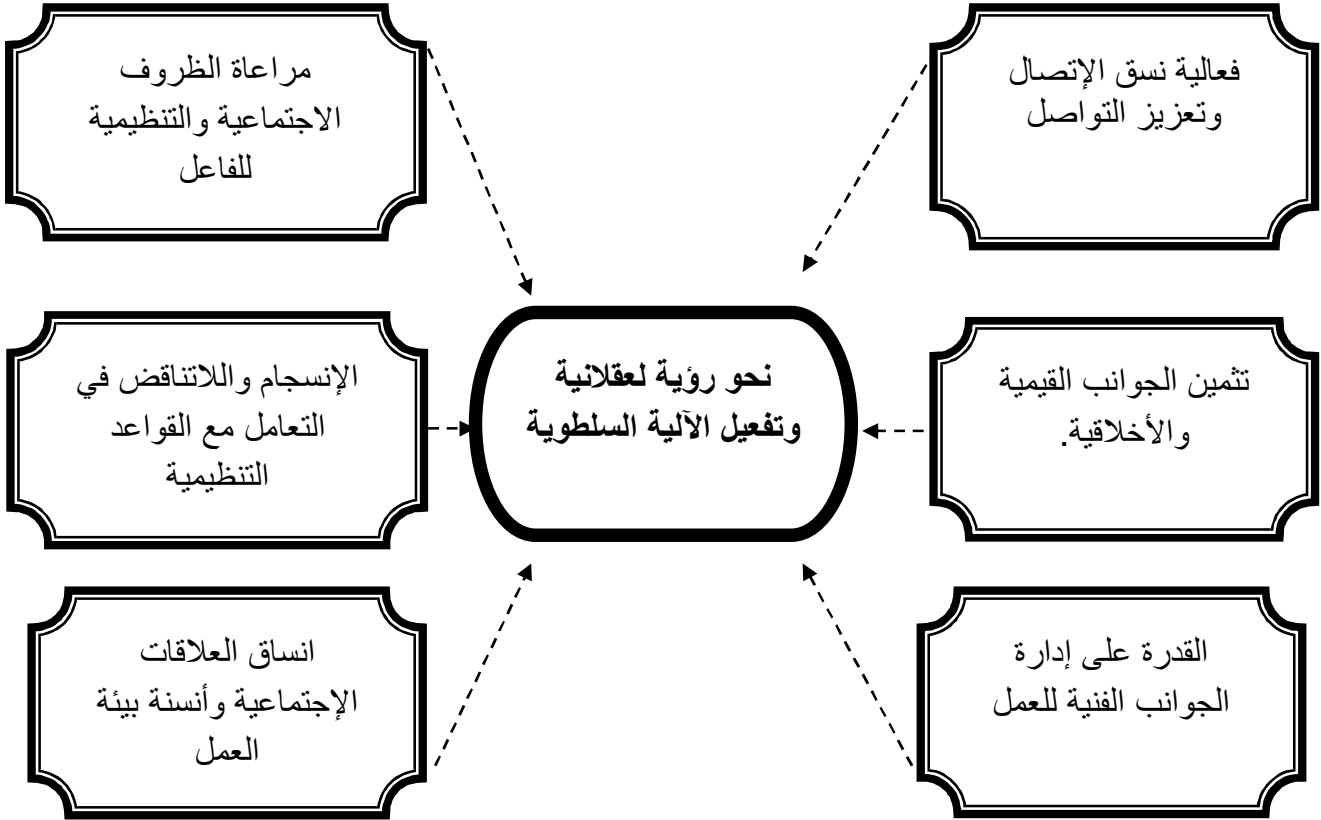 فعالية نسق الإتصال
وتعزيز التواصل
مراعاة الظروف
الاجتماعية والتنظيمية
للفاعل
تثمين الجوانب القيمية
والأخلاقية.
نحو رؤية لعقلانية
وتفعيل الآلية السلطوية
الإنسجام واللاتناقض في
التعامل مع القواعد
التنظيمية
القدرة على إدارة
الجوانب الفنية للعمل
انساق العلاقات
الإجتماعية وأنسنة بيئة
العمل